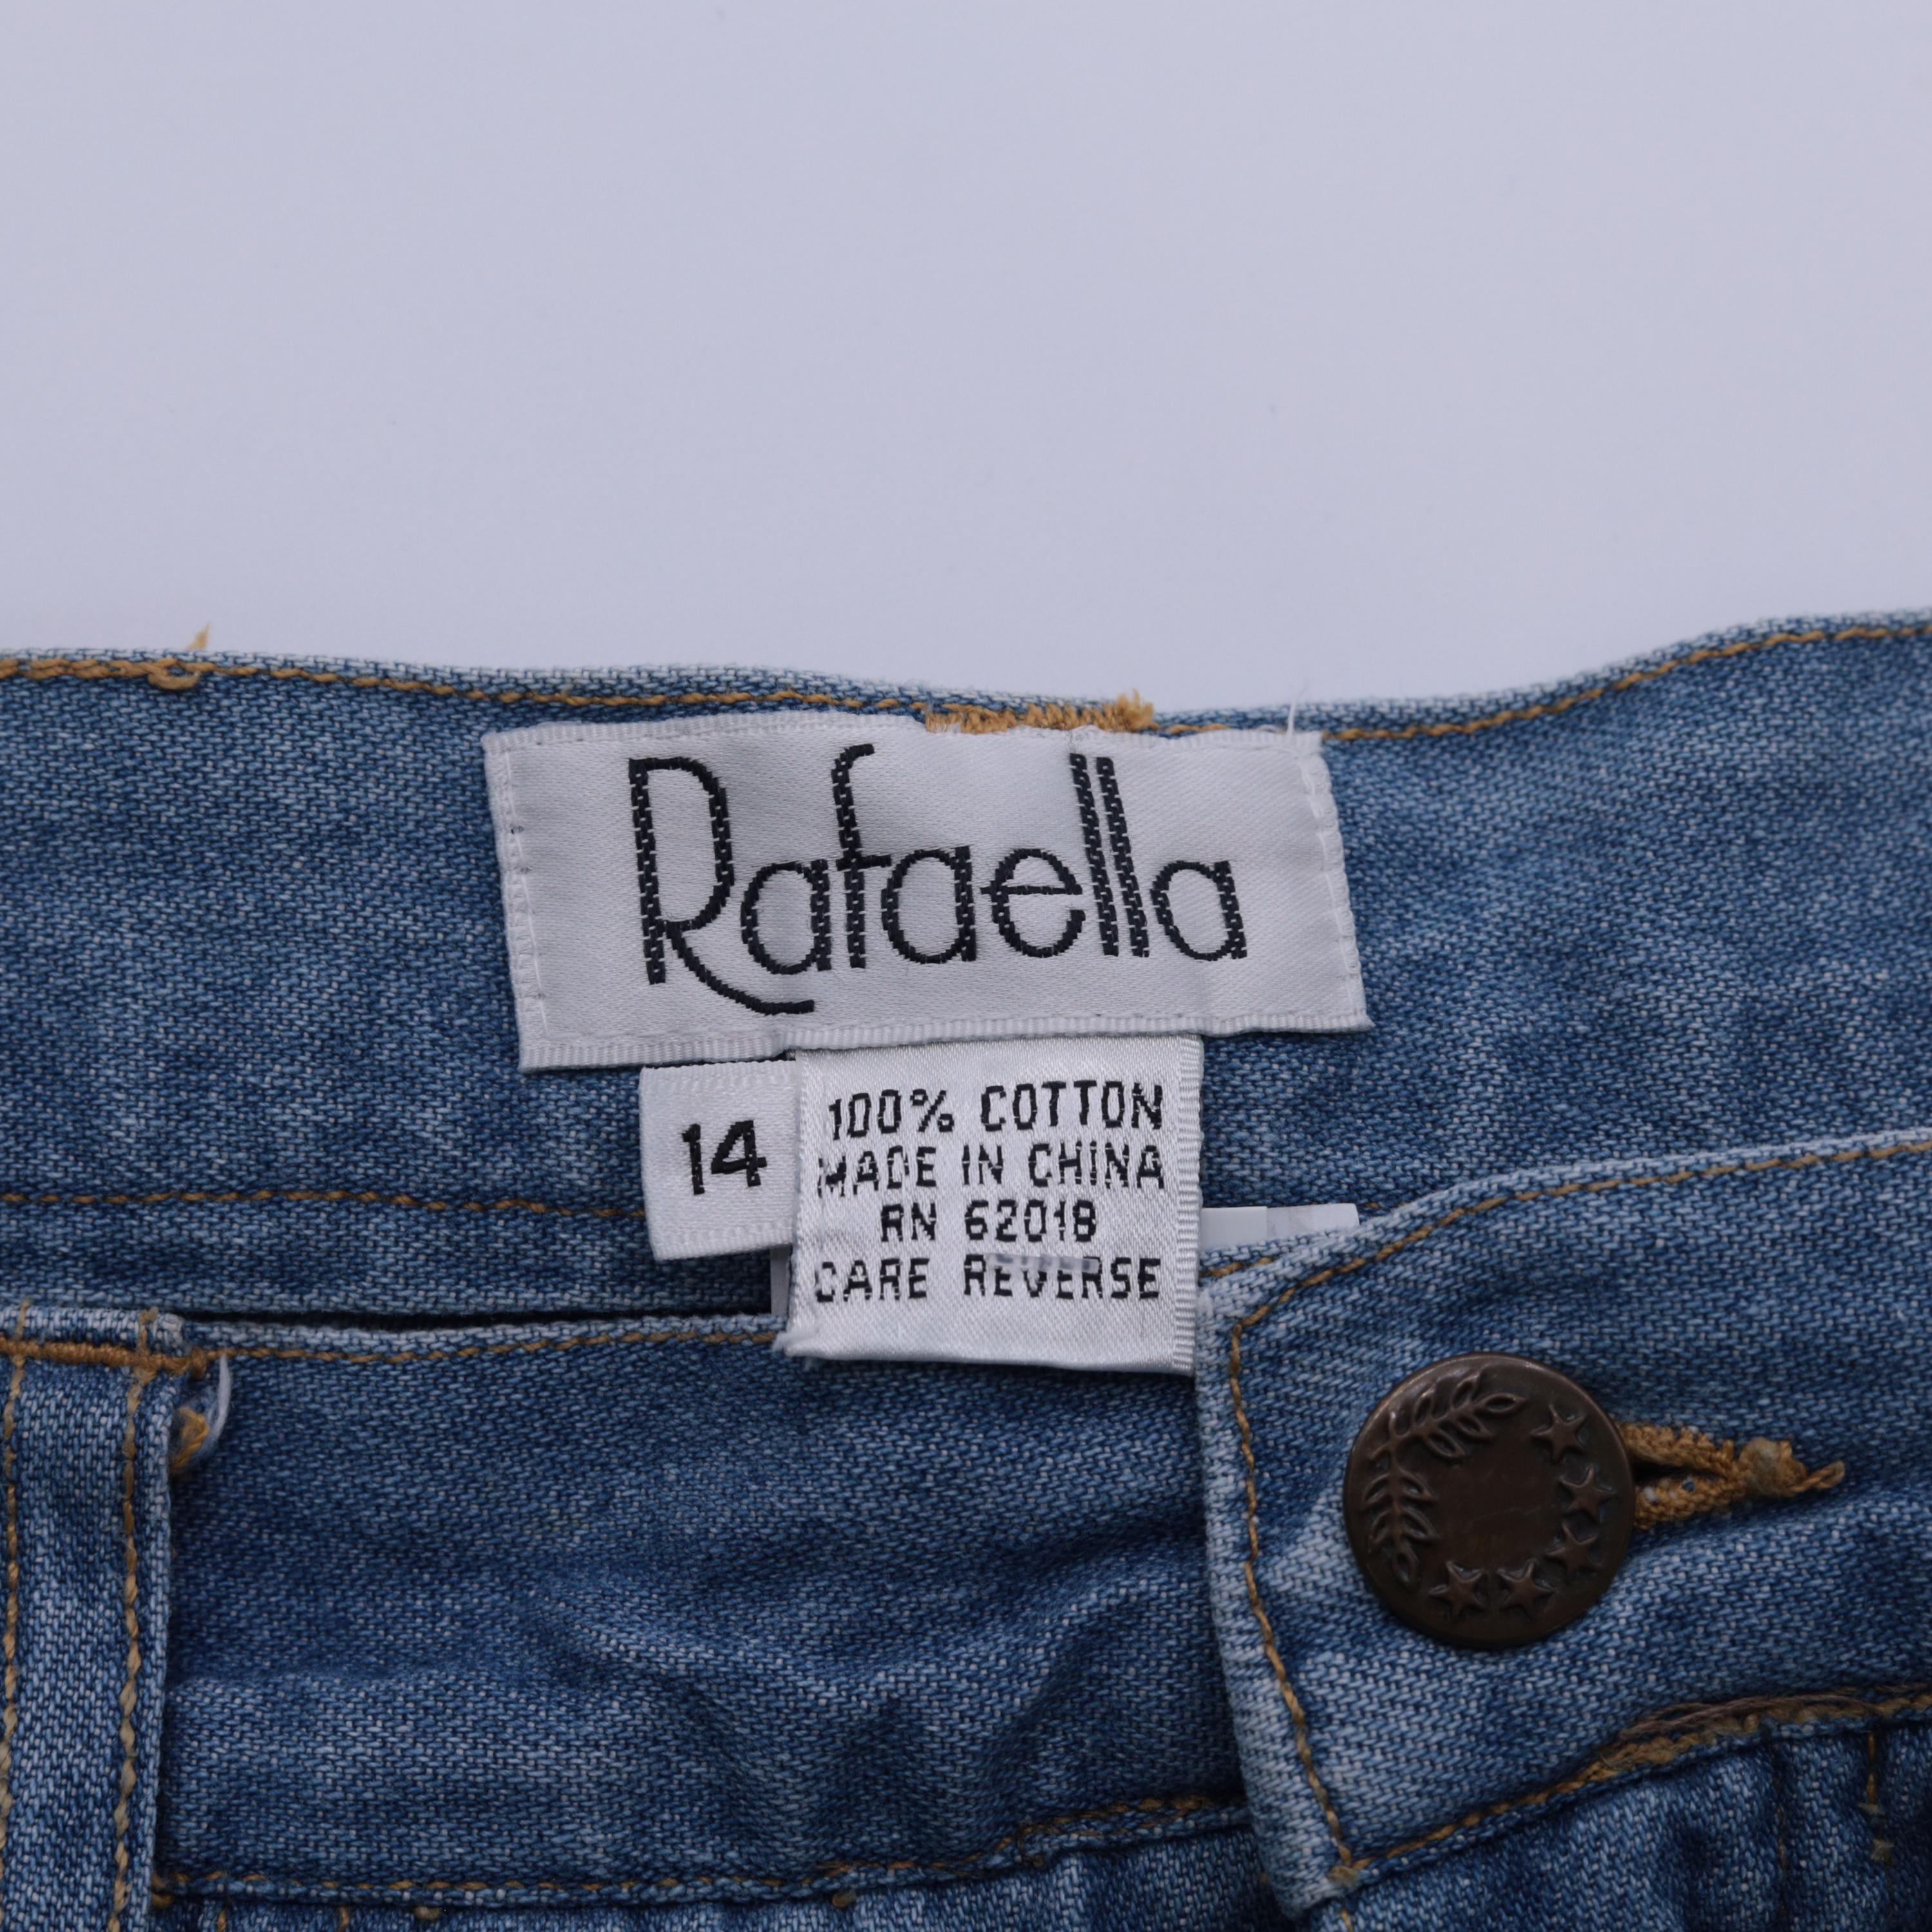 Rafaella
14
100% COTTON
MADE IN CHINA
RN 62018
CARE REVERSE